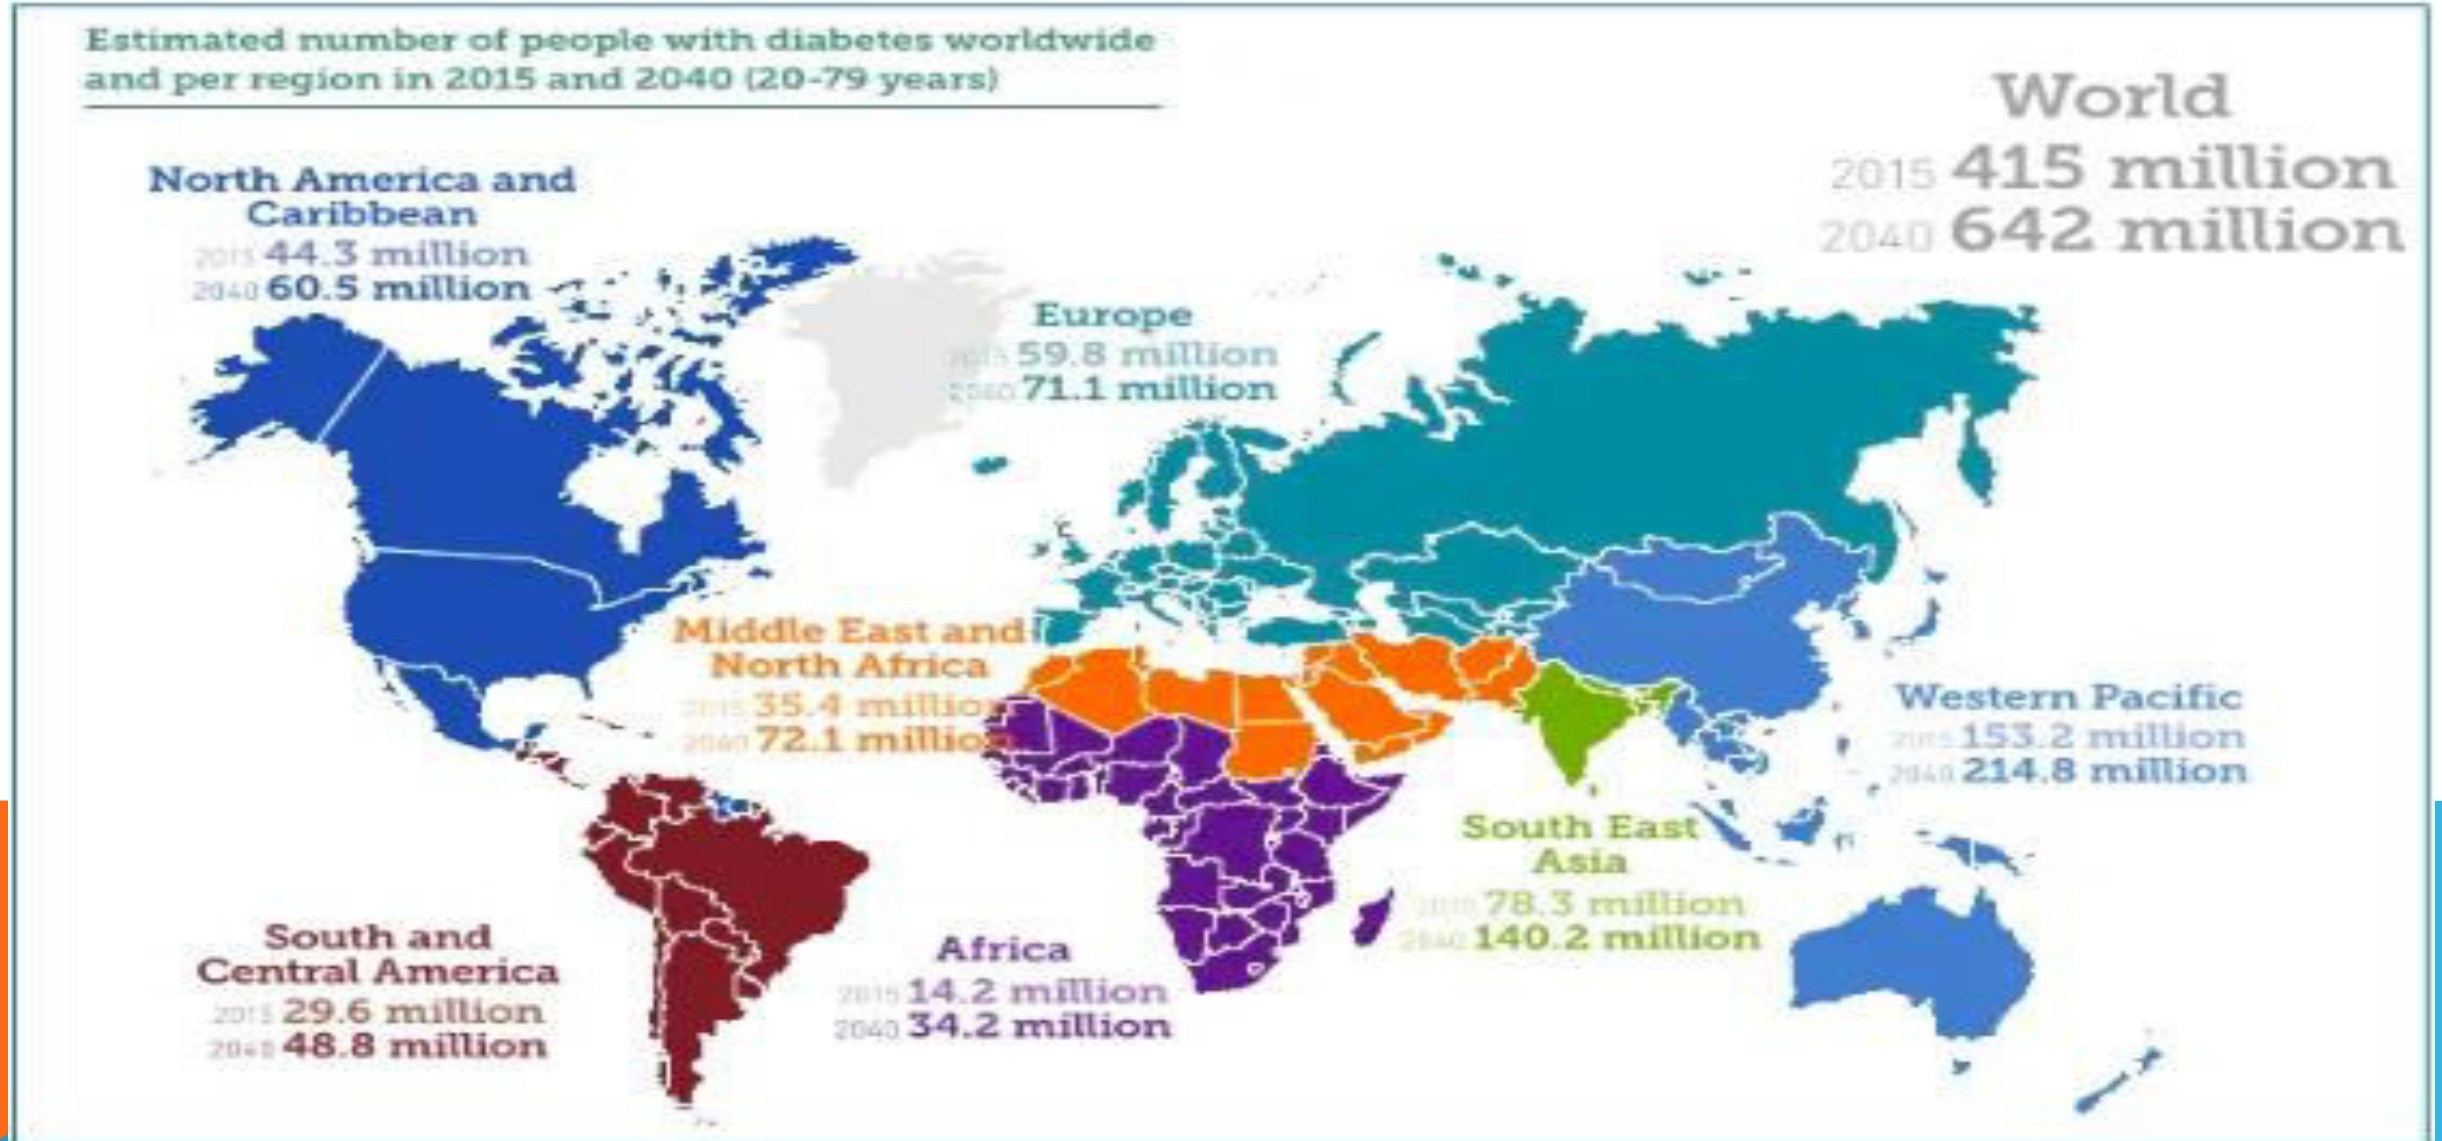 Estimated number of people with diabetes worldwide
and per region in 2015 and 2040 (20-79 years)
World
2015 415 million
2040 642 million
North America and
Caribbean
2015 44.3 million
2040 60.5 million
Europe
2015 59.8 million
2040 71.1 million
Middle East and
North Africa
2015 35.4 million
2040 72.1 million
Western Pacific
2015 153.2 million
2040 214.8 million
South East
Asia
2015 78.3 million
2040 140.2 million
South and
Central America
2015 29.6 million
2040 48.8 million
Africa
2015 14.2 million
2040 34.2 million